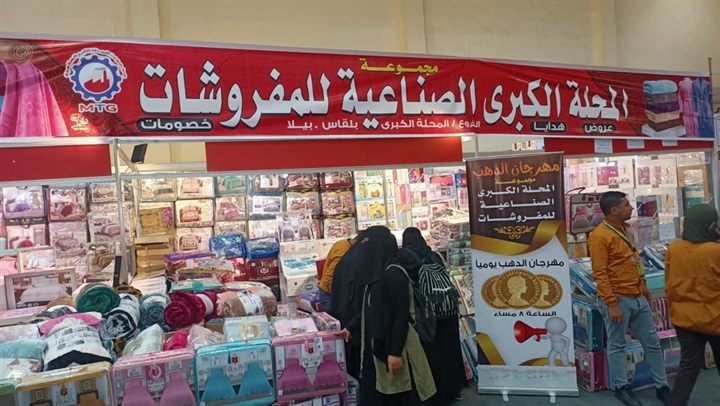 مجموعة
المحلة الكبرى الصناعية للمفروشات
عروض هدايا الفروع / المحلة الكبرى - بلقاس - بيلا خصومات
MTG
مهرجان الذهب
المحلة الكبرى
الصناعية
للمفروشات
مهرجان الذهب يومياً
الساعة ٨ مساء